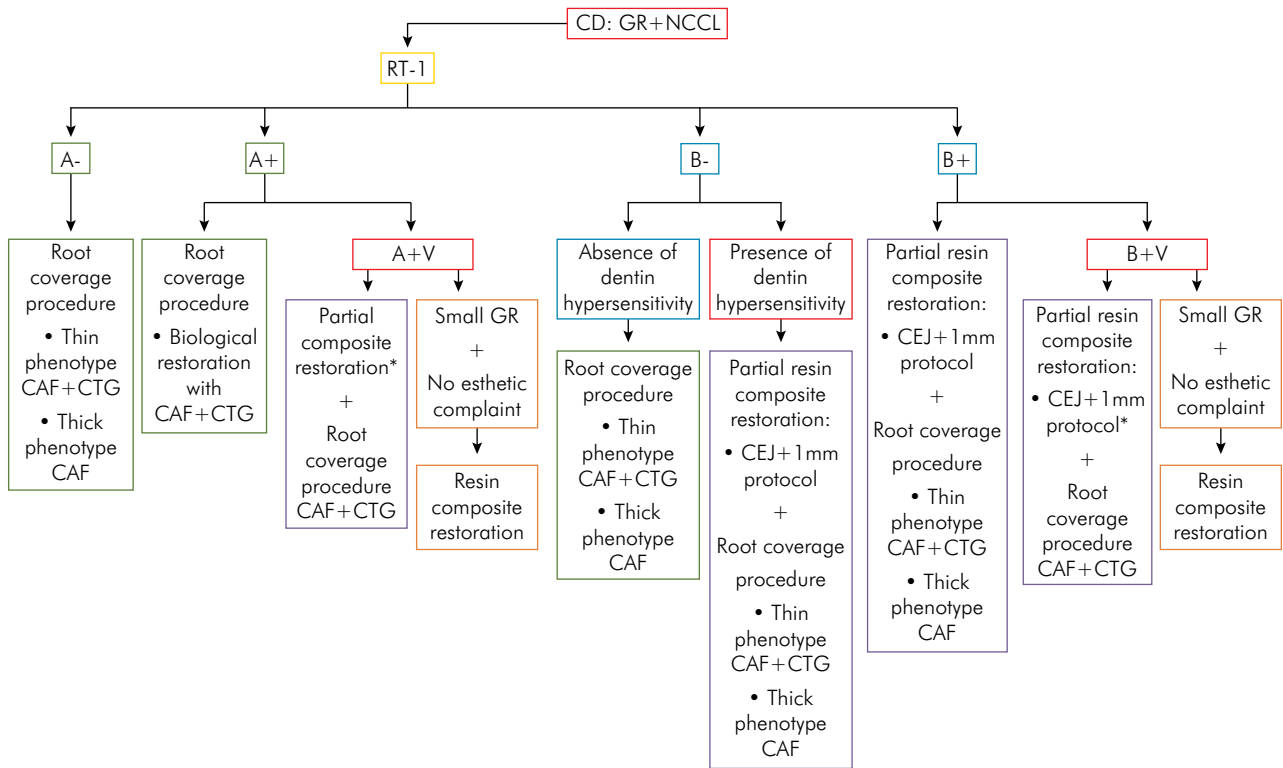 CD: GR+NCCL
RT-1
A-
A+
B-
B+
Root
coverage
procedure
• Thin
phenotype
CAF+CTG
• Thick
phenotype
CAF
Root
coverage
procedure
• Biological
restoration
with
CAF+CTG
A+V
Partial
composite
restoration*
+
Root
coverage
procedure
CAF+CTG
Small GR
+
No esthetic
complaint
Resin
composite
restoration
Absence of
dentin
hypersensitivity
Root coverage
procedure
• Thin
phenotype
CAF+CTG
• Thick
phenotype
CAF
Presence of
dentin
hypersensitivity
Partial resin
composite
restoration:
• CEJ+1mm
protocol
+
Root coverage
procedure
• Thin
phenotype
CAF+CTG
• Thick
phenotype
CAF
Partial resin
composite
restoration:
• CEJ+1mm
protocol
+
Root coverage
procedure
• Thin
phenotype
CAF+CTG
• Thick
phenotype
CAF
B+V
Partial resin
composite
restoration:
• CEJ+1mm
protocol*
+
Root
coverage
procedure
CAF+CTG
Small GR
+
No esthetic
complaint
Resin
composite
restoration